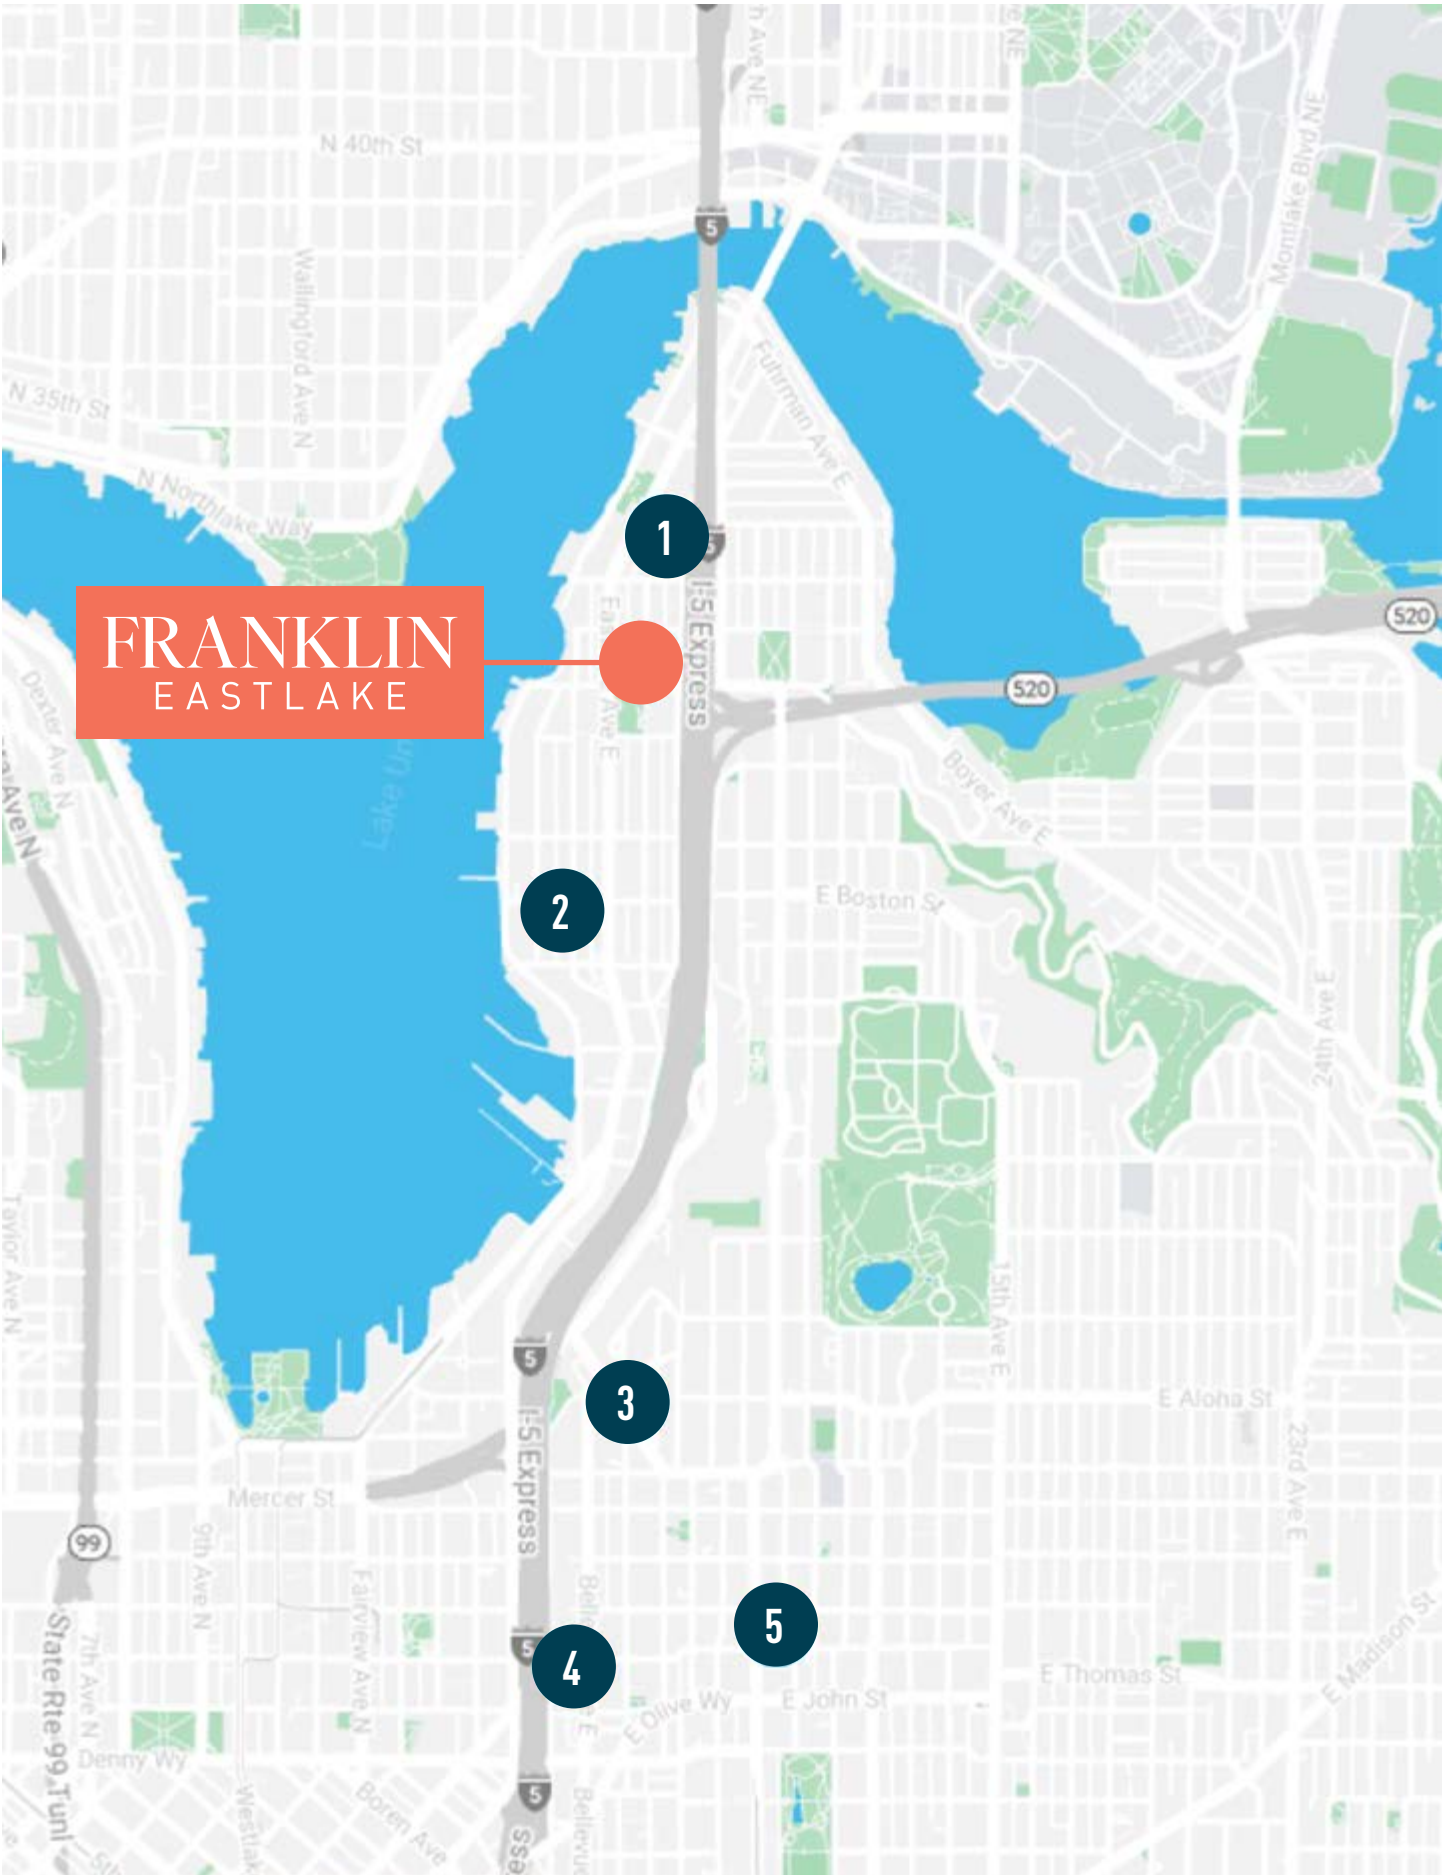 N 40th St
5
Wallingford Ave N
Montlake Blvd NE
N 35th St
Fuhrman Ave E
N Northlake Way
1
5
I-5 Express
FRANKLIN
EASTLAKE
520
520
Dexter Ave N
Ave E
Ave N
Boyer Ave E
2
E Boston St
24th Ave E
Taylor Ave N
15th Ave E
5
3
E Aloha St
I-5 Express
23rd Ave E
Mercer St
99
9th Ave N
Fairview Ave N
5
5
4
State Rte 99 Tunl
7th Ave N
E Thomas St
E Madison St
E Olive Wy
E John St
Denny Wy
5
Boren Ave